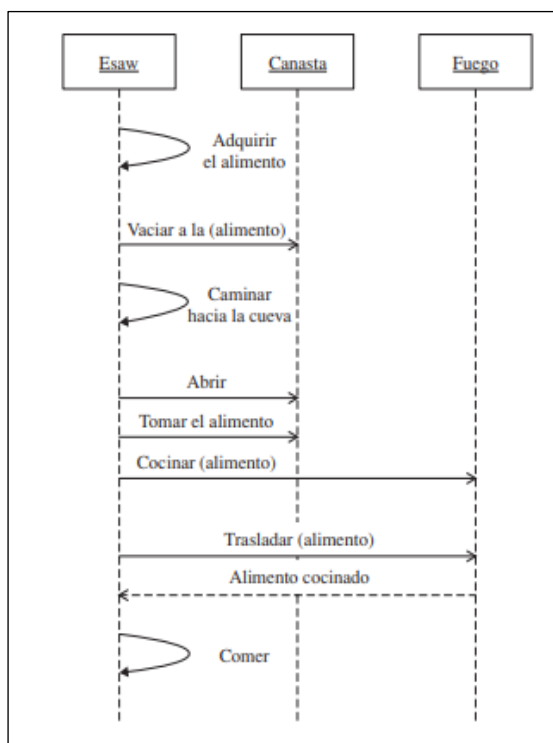 Esaw
Canasta
Fuego
Adquirir
el alimento
Vaciar a la (alimento)
Caminar
hacia la cueva
Abrir
Tomar el alimento
Cocinar (alimento)
Trasladar (alimento)
Alimento cocinado
Comer